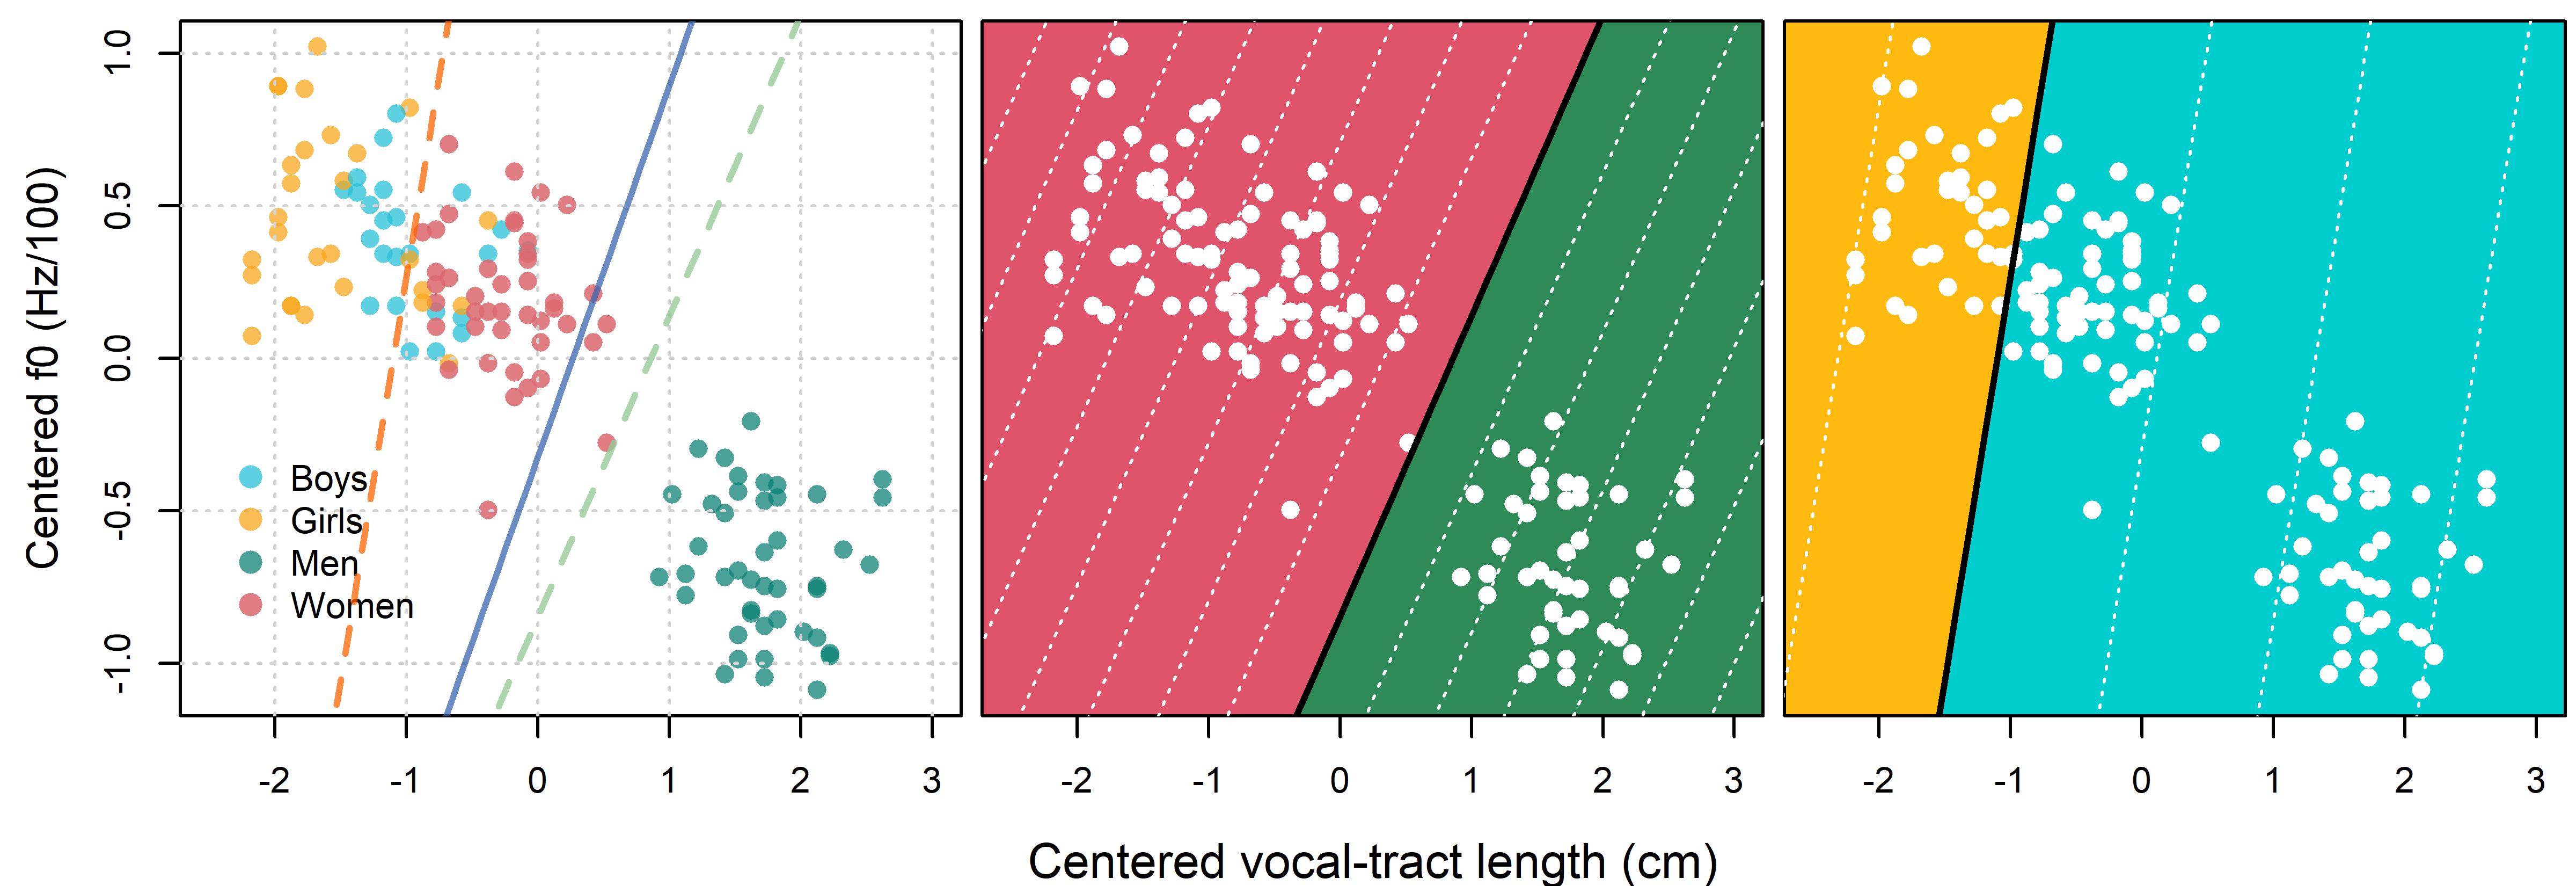 Centered f0 (Hz/100)
1.0
0.5
0.0
-0.5
-1.0
Boys
Girls
Men
Women
-2 -1 0 1 2 3
-2 -1 0 1 2 3
-2 -1 0 1 2 3
Centered vocal-tract length (cm)